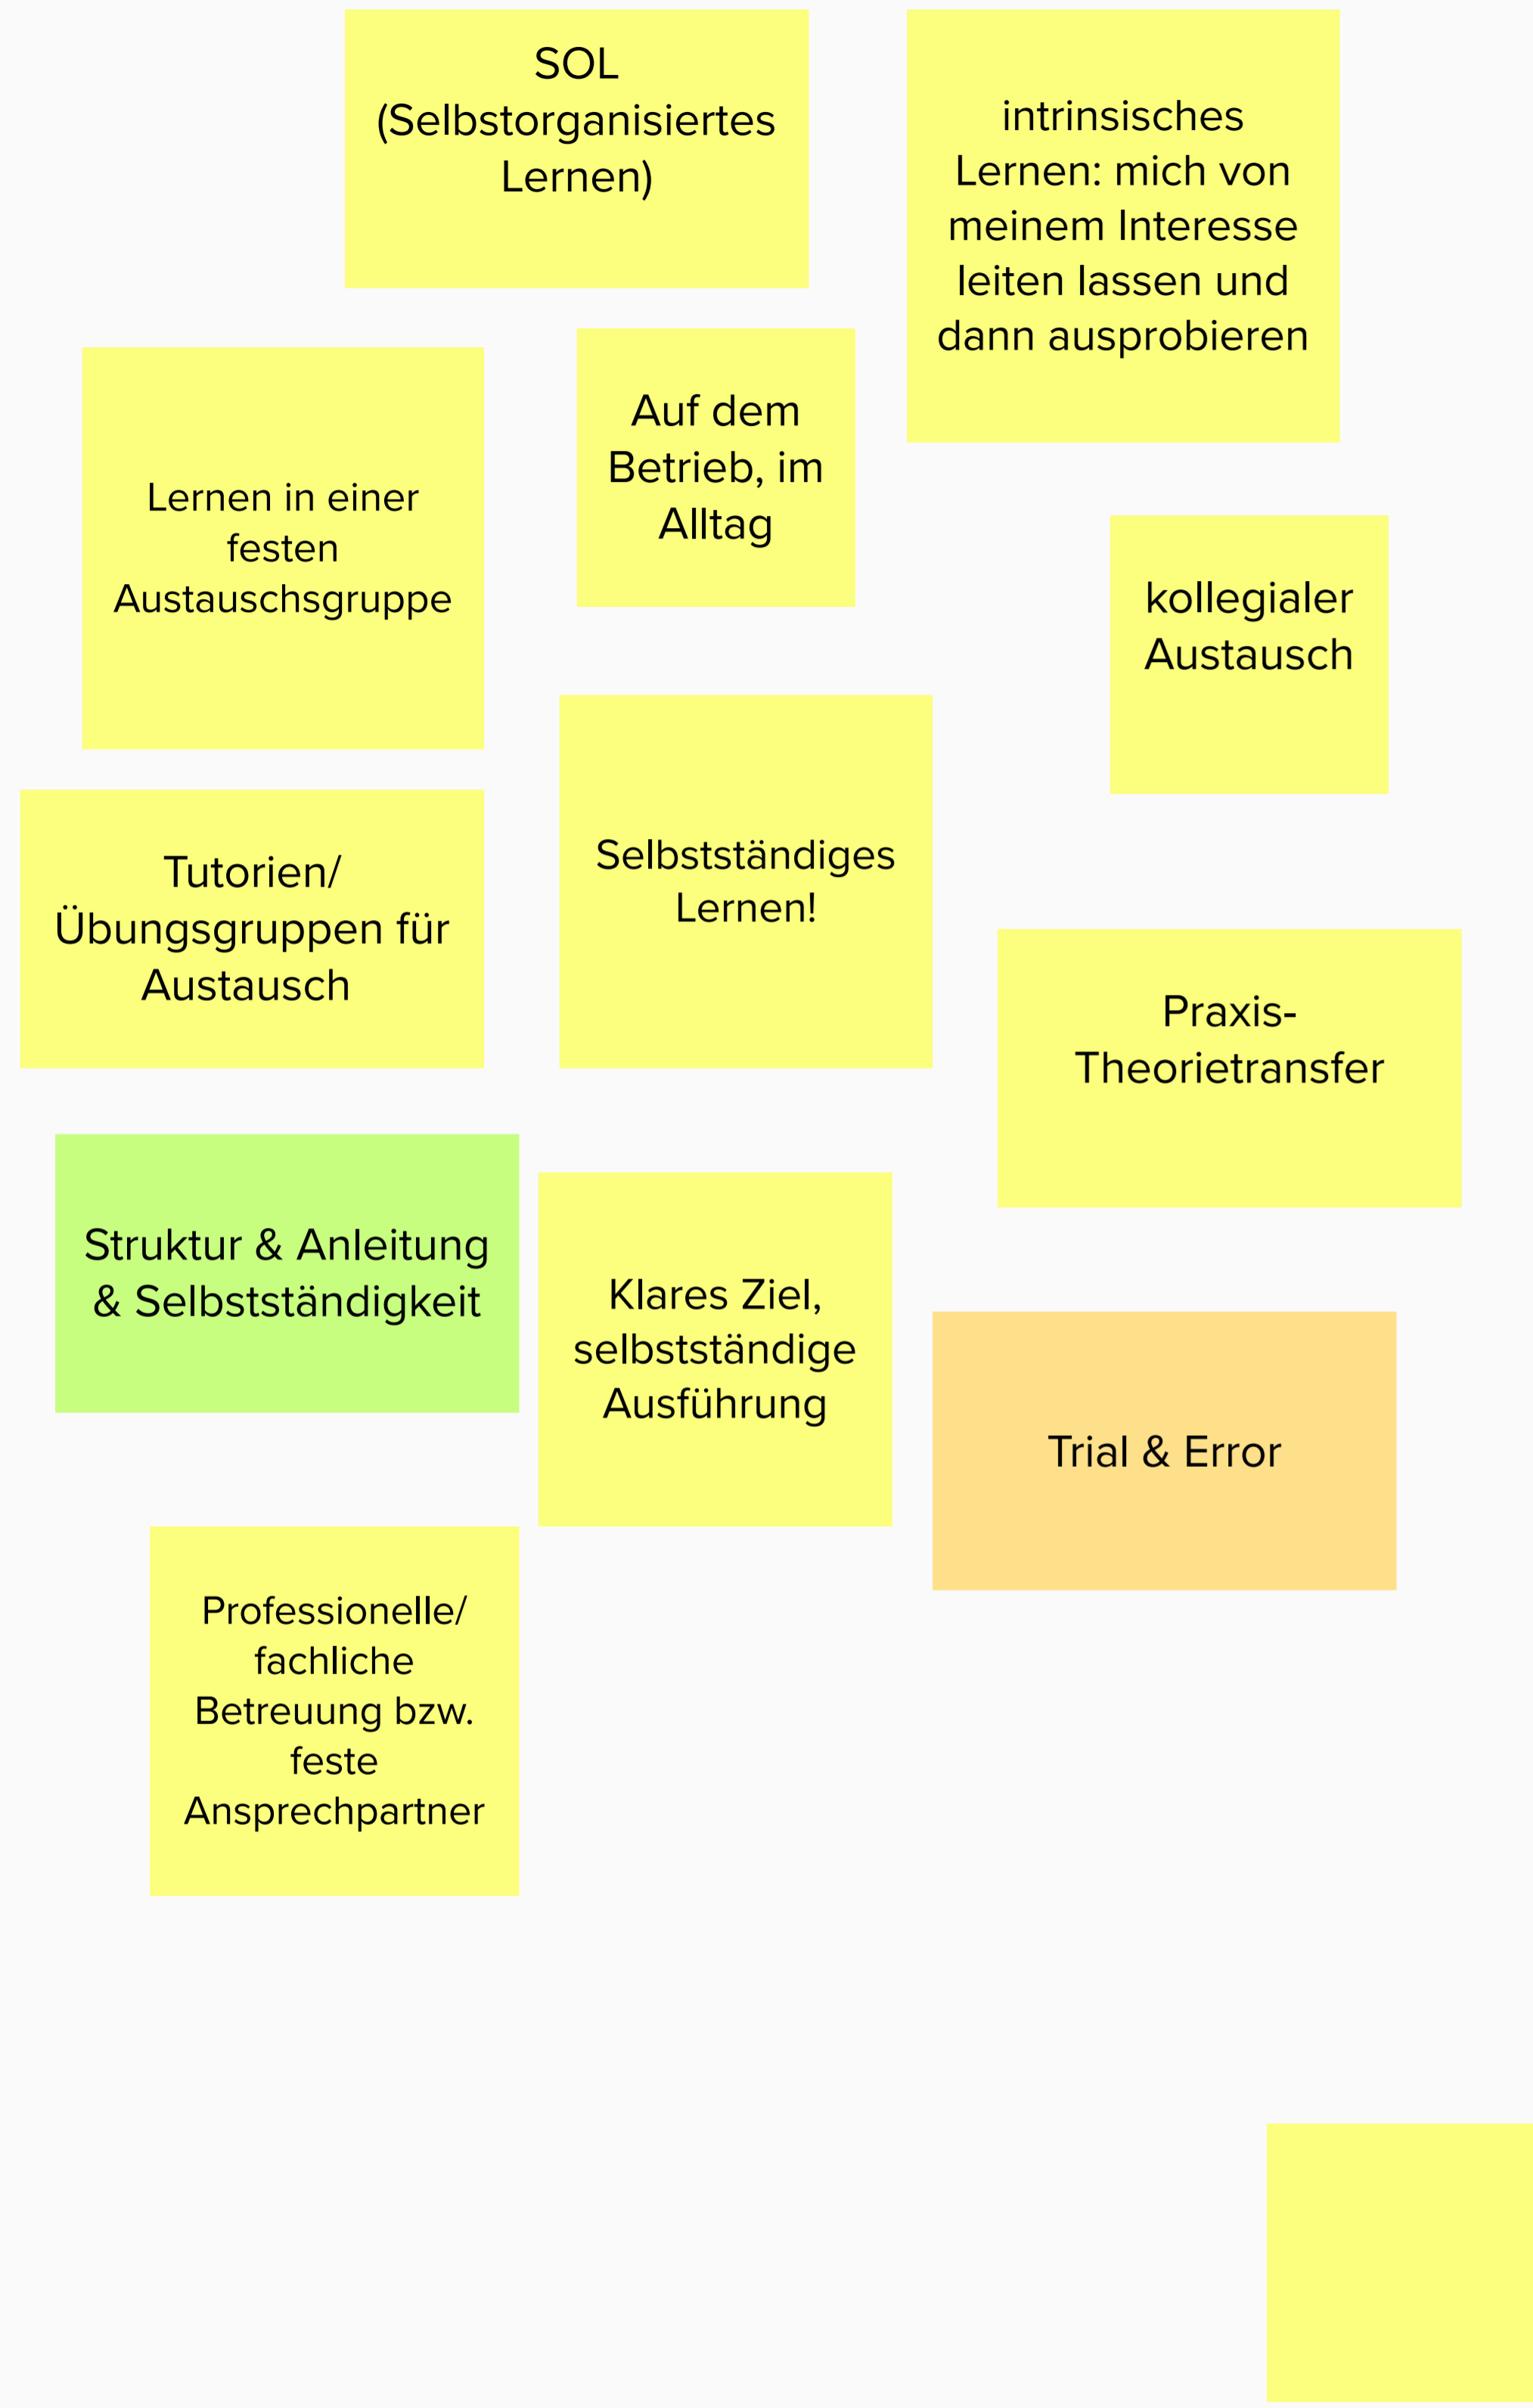 SOL
(Selbstorganisiertes
Lernen)
intrinsisches
Lernen: mich von
meinem Interesse
leiten lassen und
dann ausprobieren
Auf dem
Betrieb, im
Alltag
Lernen in einer
festen
Austauschsgruppe
kollegialer
Austausch
Tutorien/
Übungsgruppen für
Austausch
Selbstständiges
Lernen!
Praxis-
Theorietransfer
Struktur & Anleitung
& Selbstständigkeit
Klares Ziel,
selbstständige
Ausführung
Trial & Error
Professionelle/
fachliche
Betreuung bzw.
feste
Ansprechpartner